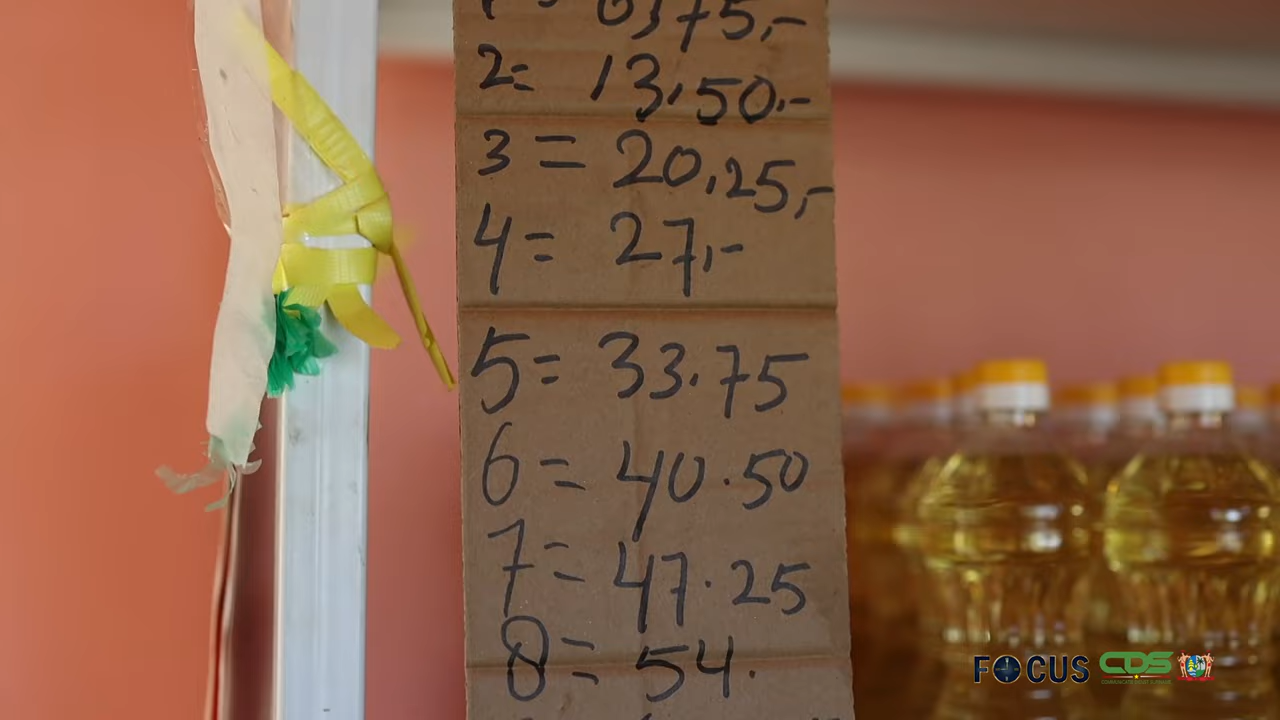 2= 13,50,-
3 = 20,25,-
4= 27,-
5= 33.75
6= 40.50
7= 47.25
8= 54.
FOCUS
CDS